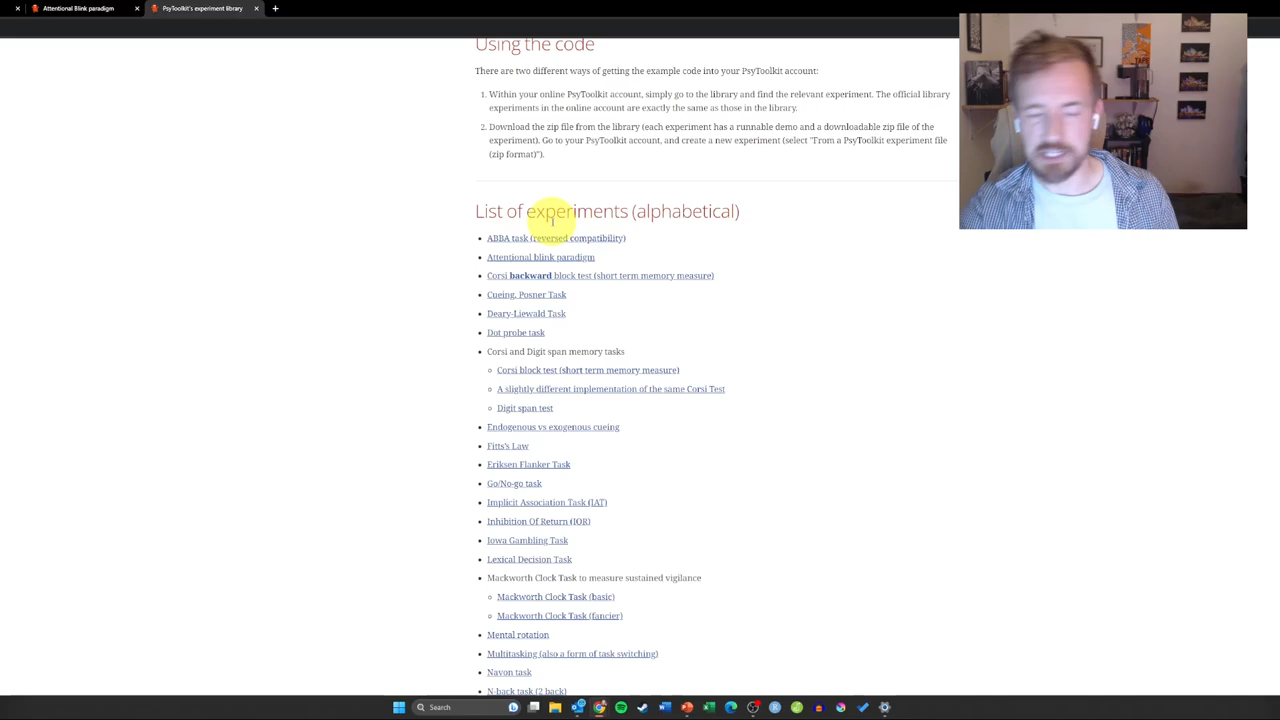 Attentional Blink paradigm
PsyToolkit's experiment library
Using the code
There are two different ways of getting the example code into your PsyToolkit account:
1. Within your online PsyToolkit account, simply go to the library and find the relevant experiment. The official library
experiments in the online account are exactly the same as those in the library.
2. Download the zip file from the library (each experiment has a runnable demo and a downloadable zip file of the
experiment). Go to your PsyToolkit account, and create a new experiment (select "From a PsyToolkit experiment file
(zip format)").
List of experiments (alphabetical)
ABBA task (reversed compatibility)
Attentional blink paradigm
Corsi backward block test (short term memory measure)
Cueing, Posner Task
Deary-Liewald Task
Dot probe task
Corsi and Digit span memory tasks
Corsi block test (short term memory measure)
A slightly different implementation of the same Corsi Test
Digit span test
Endogenous vs exogenous cueing
Fitts's Law
Eriksen Flanker Task
Go/No-go task
Implicit Association Task (IAT)
Inhibition Of Return (IOR)
Iowa Gambling Task
Lexical Decision Task
Mackworth Clock Task to measure sustained vigilance
Mackworth Clock Task (basic)
Mackworth Clock Task (fancier)
Mental rotation
Multitasking (also a form of task switching)
Navon task
N-back task (2 back)
Search